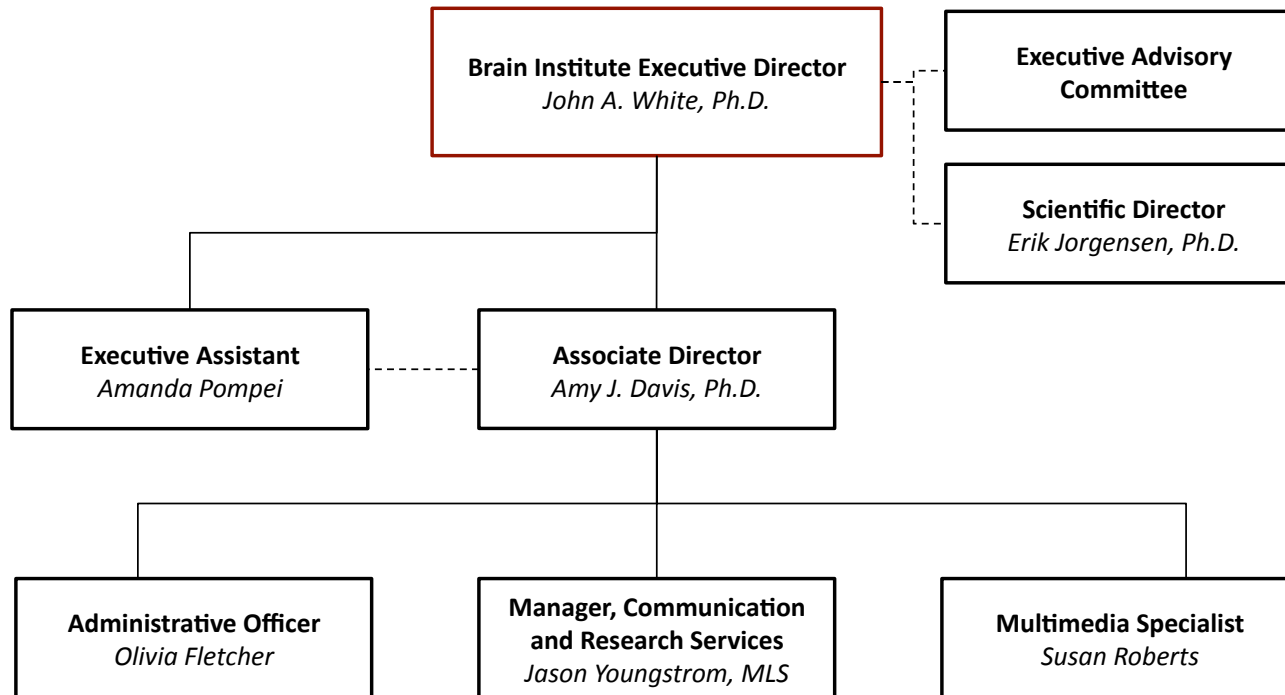 Brain Institute Executive Director
John A. White, Ph.D.
Executive Advisory
Committee
Scientific Director
Erik Jorgensen, Ph.D.
Executive Assistant
Amanda Pompei
Associate Director
Amy J. Davis, Ph.D.
Administrative Officer
Olivia Fletcher
Manager, Communication
and Research Services
Jason Youngstrom, MLS
Multimedia Specialist
Susan Roberts